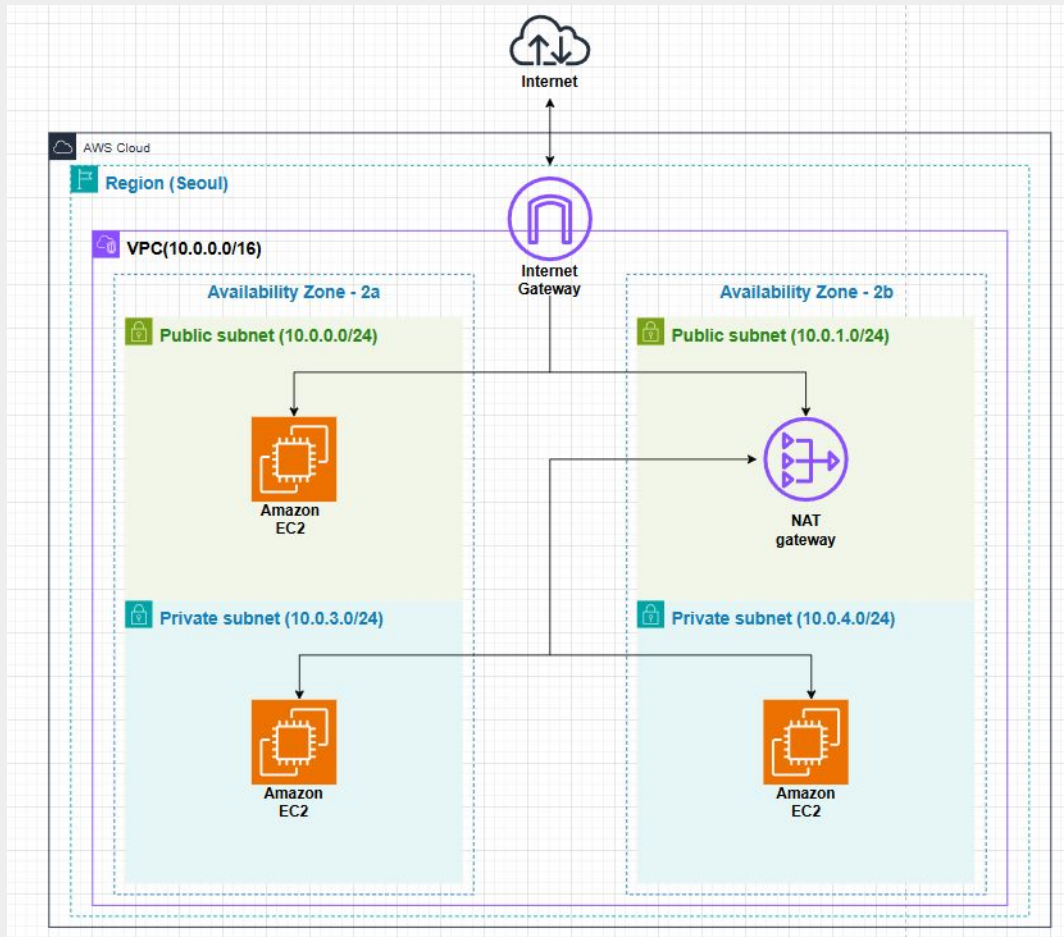 Internet
AWS Cloud
Region (Seoul)
VPC(10.0.0.0/16)
Internet
Gateway
Availability Zone - 2a
Availability Zone - 2b
Public subnet (10.0.0.0/24)
Public subnet (10.0.1.0/24)
Amazon
EC2
NAT
gateway
Private subnet (10.0.3.0/24)
Private subnet (10.0.4.0/24)
Amazon
EC2
Amazon
EC2